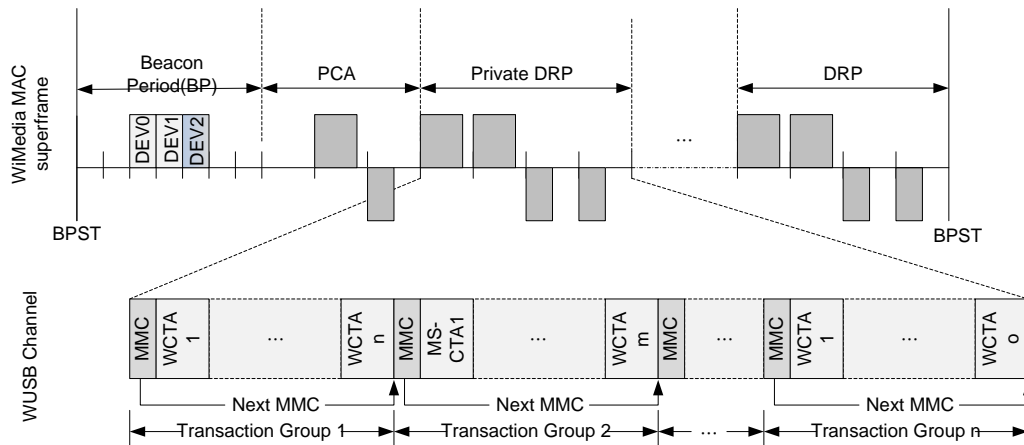 WiMedia MAC
superframe
Beacon
Period(BP)
PCA
Private DRP
DRP
DEV0
DEV1
DEV2
...
BPST
BPST
WUSB Channel
MMC
WCTA
1
...
WCTA
n
MMC
MS-
CTA1
...
WCTA
m
MMC
MMC
WCTA
1
...
WCTA
o
Next MMC
Next MMC
Next MMC
Transaction Group 1
Transaction Group 2
...
Transaction Group n